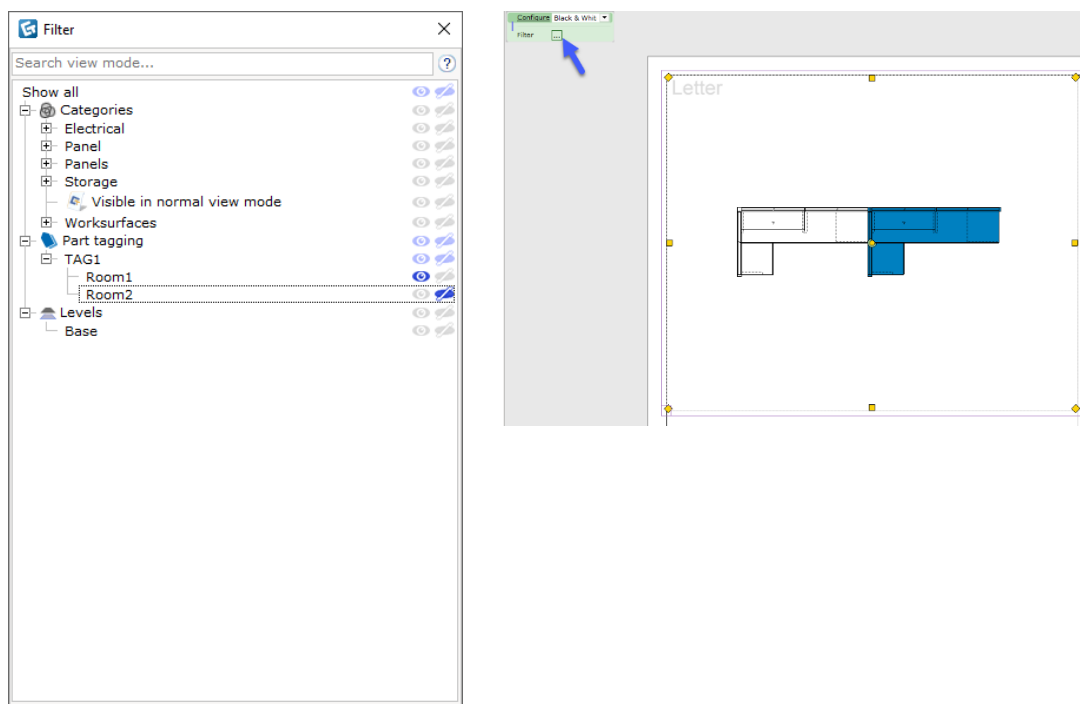 Filter
Search view mode...
?
Show all
Categories
Electrical
Panel
Panels
Storage
Visible in normal view mode
Worksurfaces
Part tagging
TAG1
Room1
Room2
Levels
Base
Configure Black & Whit
Filter ...
Letter